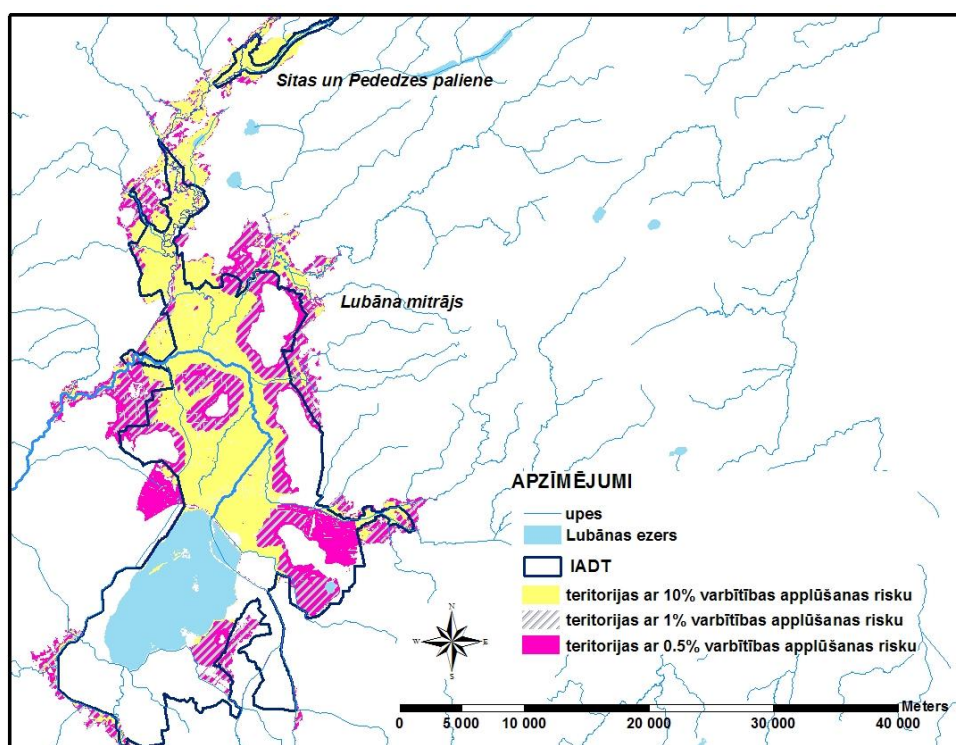 Sitas un Pededzes paliene
Lubāna mitrājs
APZĪMĒJUMI
upes
Lubānas ezers
IADT
teritorijas ar 10% varbītības applūšanas risku
teritorijas ar 1% varbītības applūšanas risku
teritorijas ar 0.5% varbītības applūšanas risku
N
W E
S
Meters
0 5 000 10 000 20 000 30 000 40 000